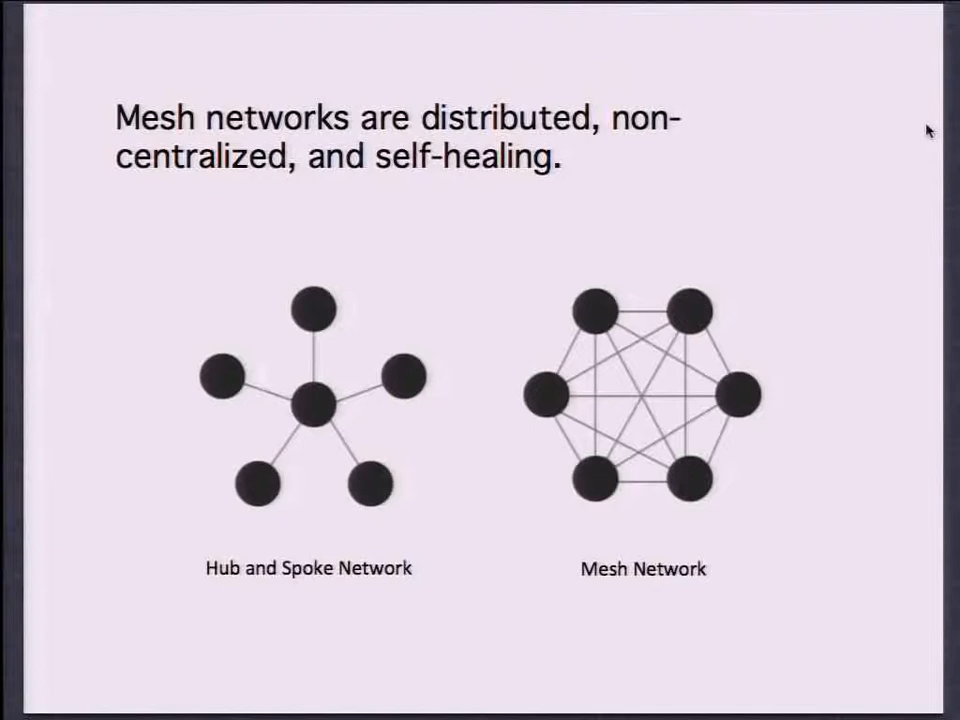 Mesh networks are distributed, non-
centralized, and self-healing.
Hub and Spoke Network
Mesh Network